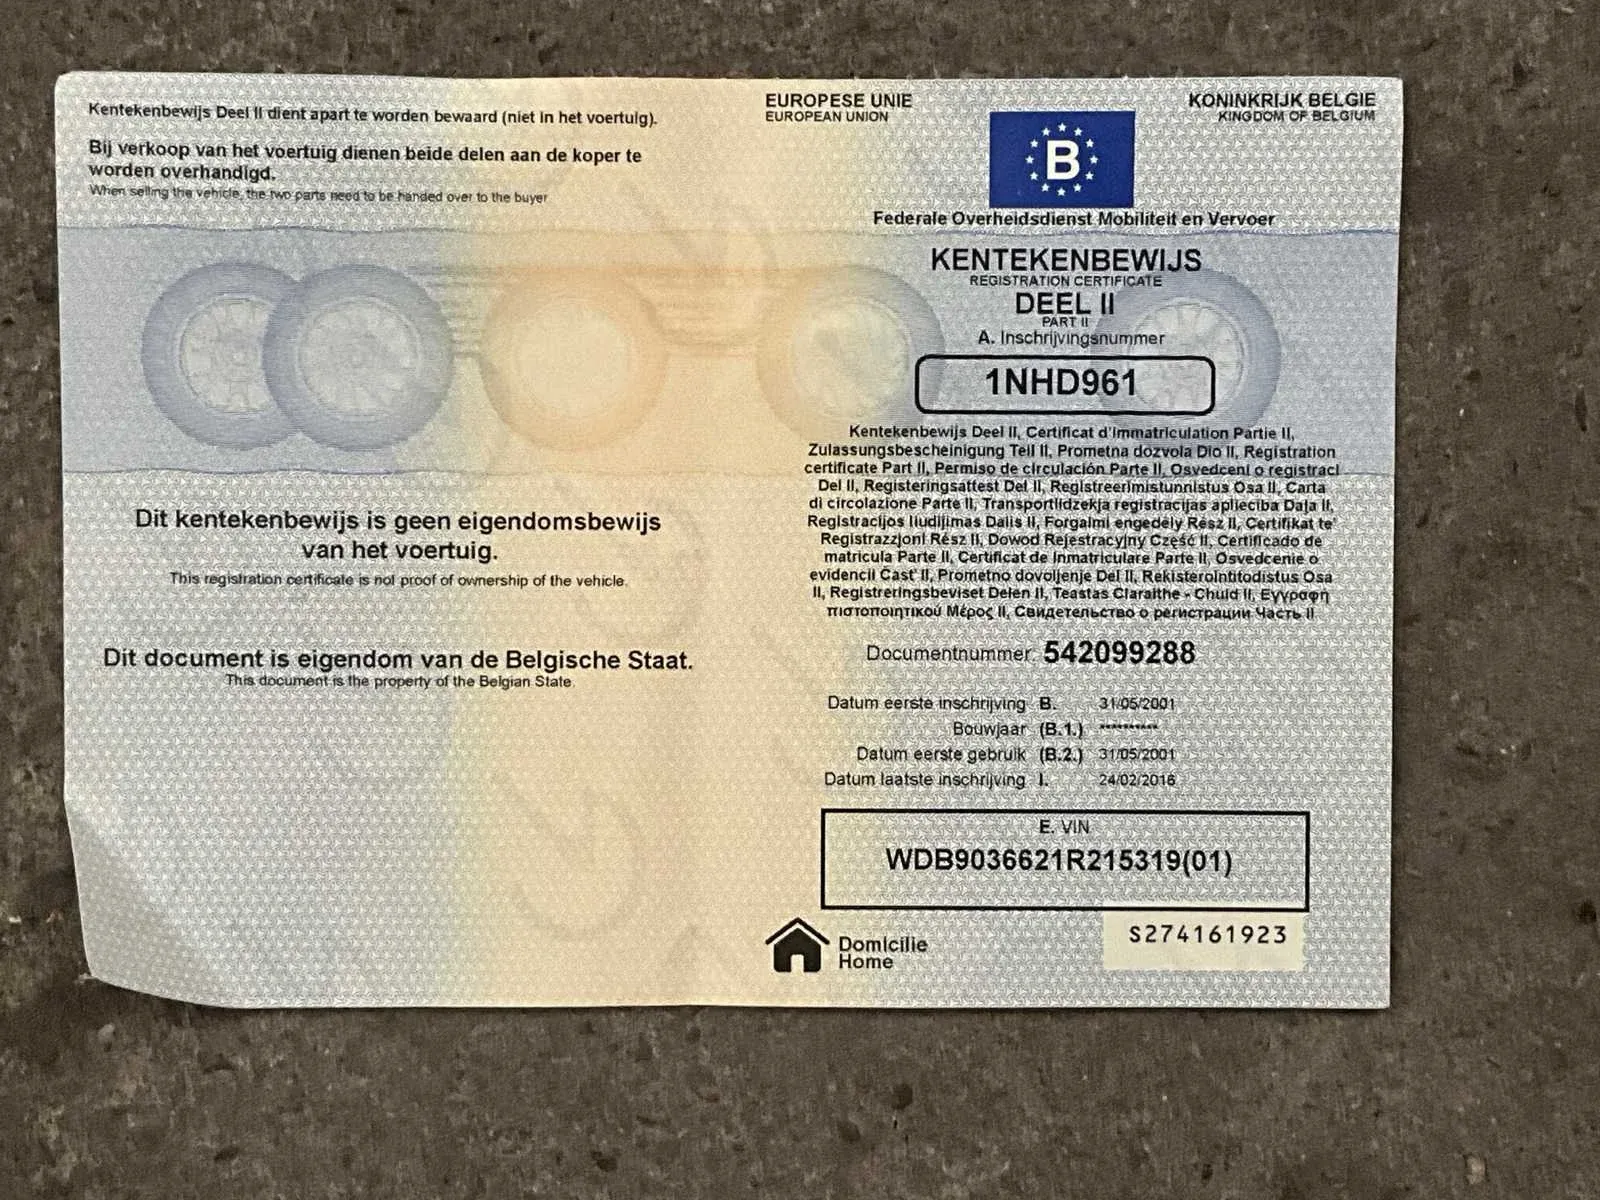 Kentekenbewijs Deel II dient apart te worden bewaard (niet in het voertuig).
Bij verkoop van het voertuig dienen beide delen aan de koper te
worden overhandigd.
When selling the vehicle, the two parts need to be handed over to the buyer
Dit kentekenbewijs is geen eigendomsbewijs
van het voertuig.
This registration certificate is not proof of ownership of the vehicle.
Dit document is eigendom van de Belgische Staat.
This document is the property of the Belgian State.
EUROPESE UNIE
EUROPEAN UNION
KONINKRIJK BELGIE
KINGDOM OF BELGIUM
B
Federale Overheidsdienst Mobiliteit en Vervoer
KENTEKENBEWIJS
REGISTRATION CERTIFICATE
DEEL II
PART II
A. Inschrijvingsnummer
1NHD961
Kentekenbewijs Deel II, Certificat d'immatriculation Partie II,
Zulassungsbescheinigung Teil II, Prometna dozvola Dio II, Registration
certificate Part II, Permiso de circulación Parte II, Osvedceni o registraci
Del II, Registeringsattest Del II, Registreerimistunnistus Osa II, Carta
di circolazione Parte II, Transportlidzekja registracijas aplieciba Daja II,
Registracijos liudijimas Dalis II, Forgalmi engedély Rész II, Certifikat te'
Registrazzjoni Rész II, Dowod Rejestracyjny Część II, Certificado de
matricula Parte II, Certificat de Inmatriculare Parte II, Osvedcenie o
evidencii Čast' II, Prometno dovoljenje Del II, Rekisterointitodistus Osa
II, Registreringsbeviset Delen II, Teastas Claraithe - Chuid II, Εγγραφή
πιστοποιητικού Μέρος II, Свидетельство о регистрации Часть II
Documentnummer: 542099288
Datum eerste inschrijving B. 31/05/2001
Bouwjaar (B.1.) **********
Datum eerste gebruik (B.2.) 31/05/2001
Datum laatste inschrijving I. 24/02/2016
E. VIN
WDB9036621R215319(01)
Domicilie
Home
S274161923